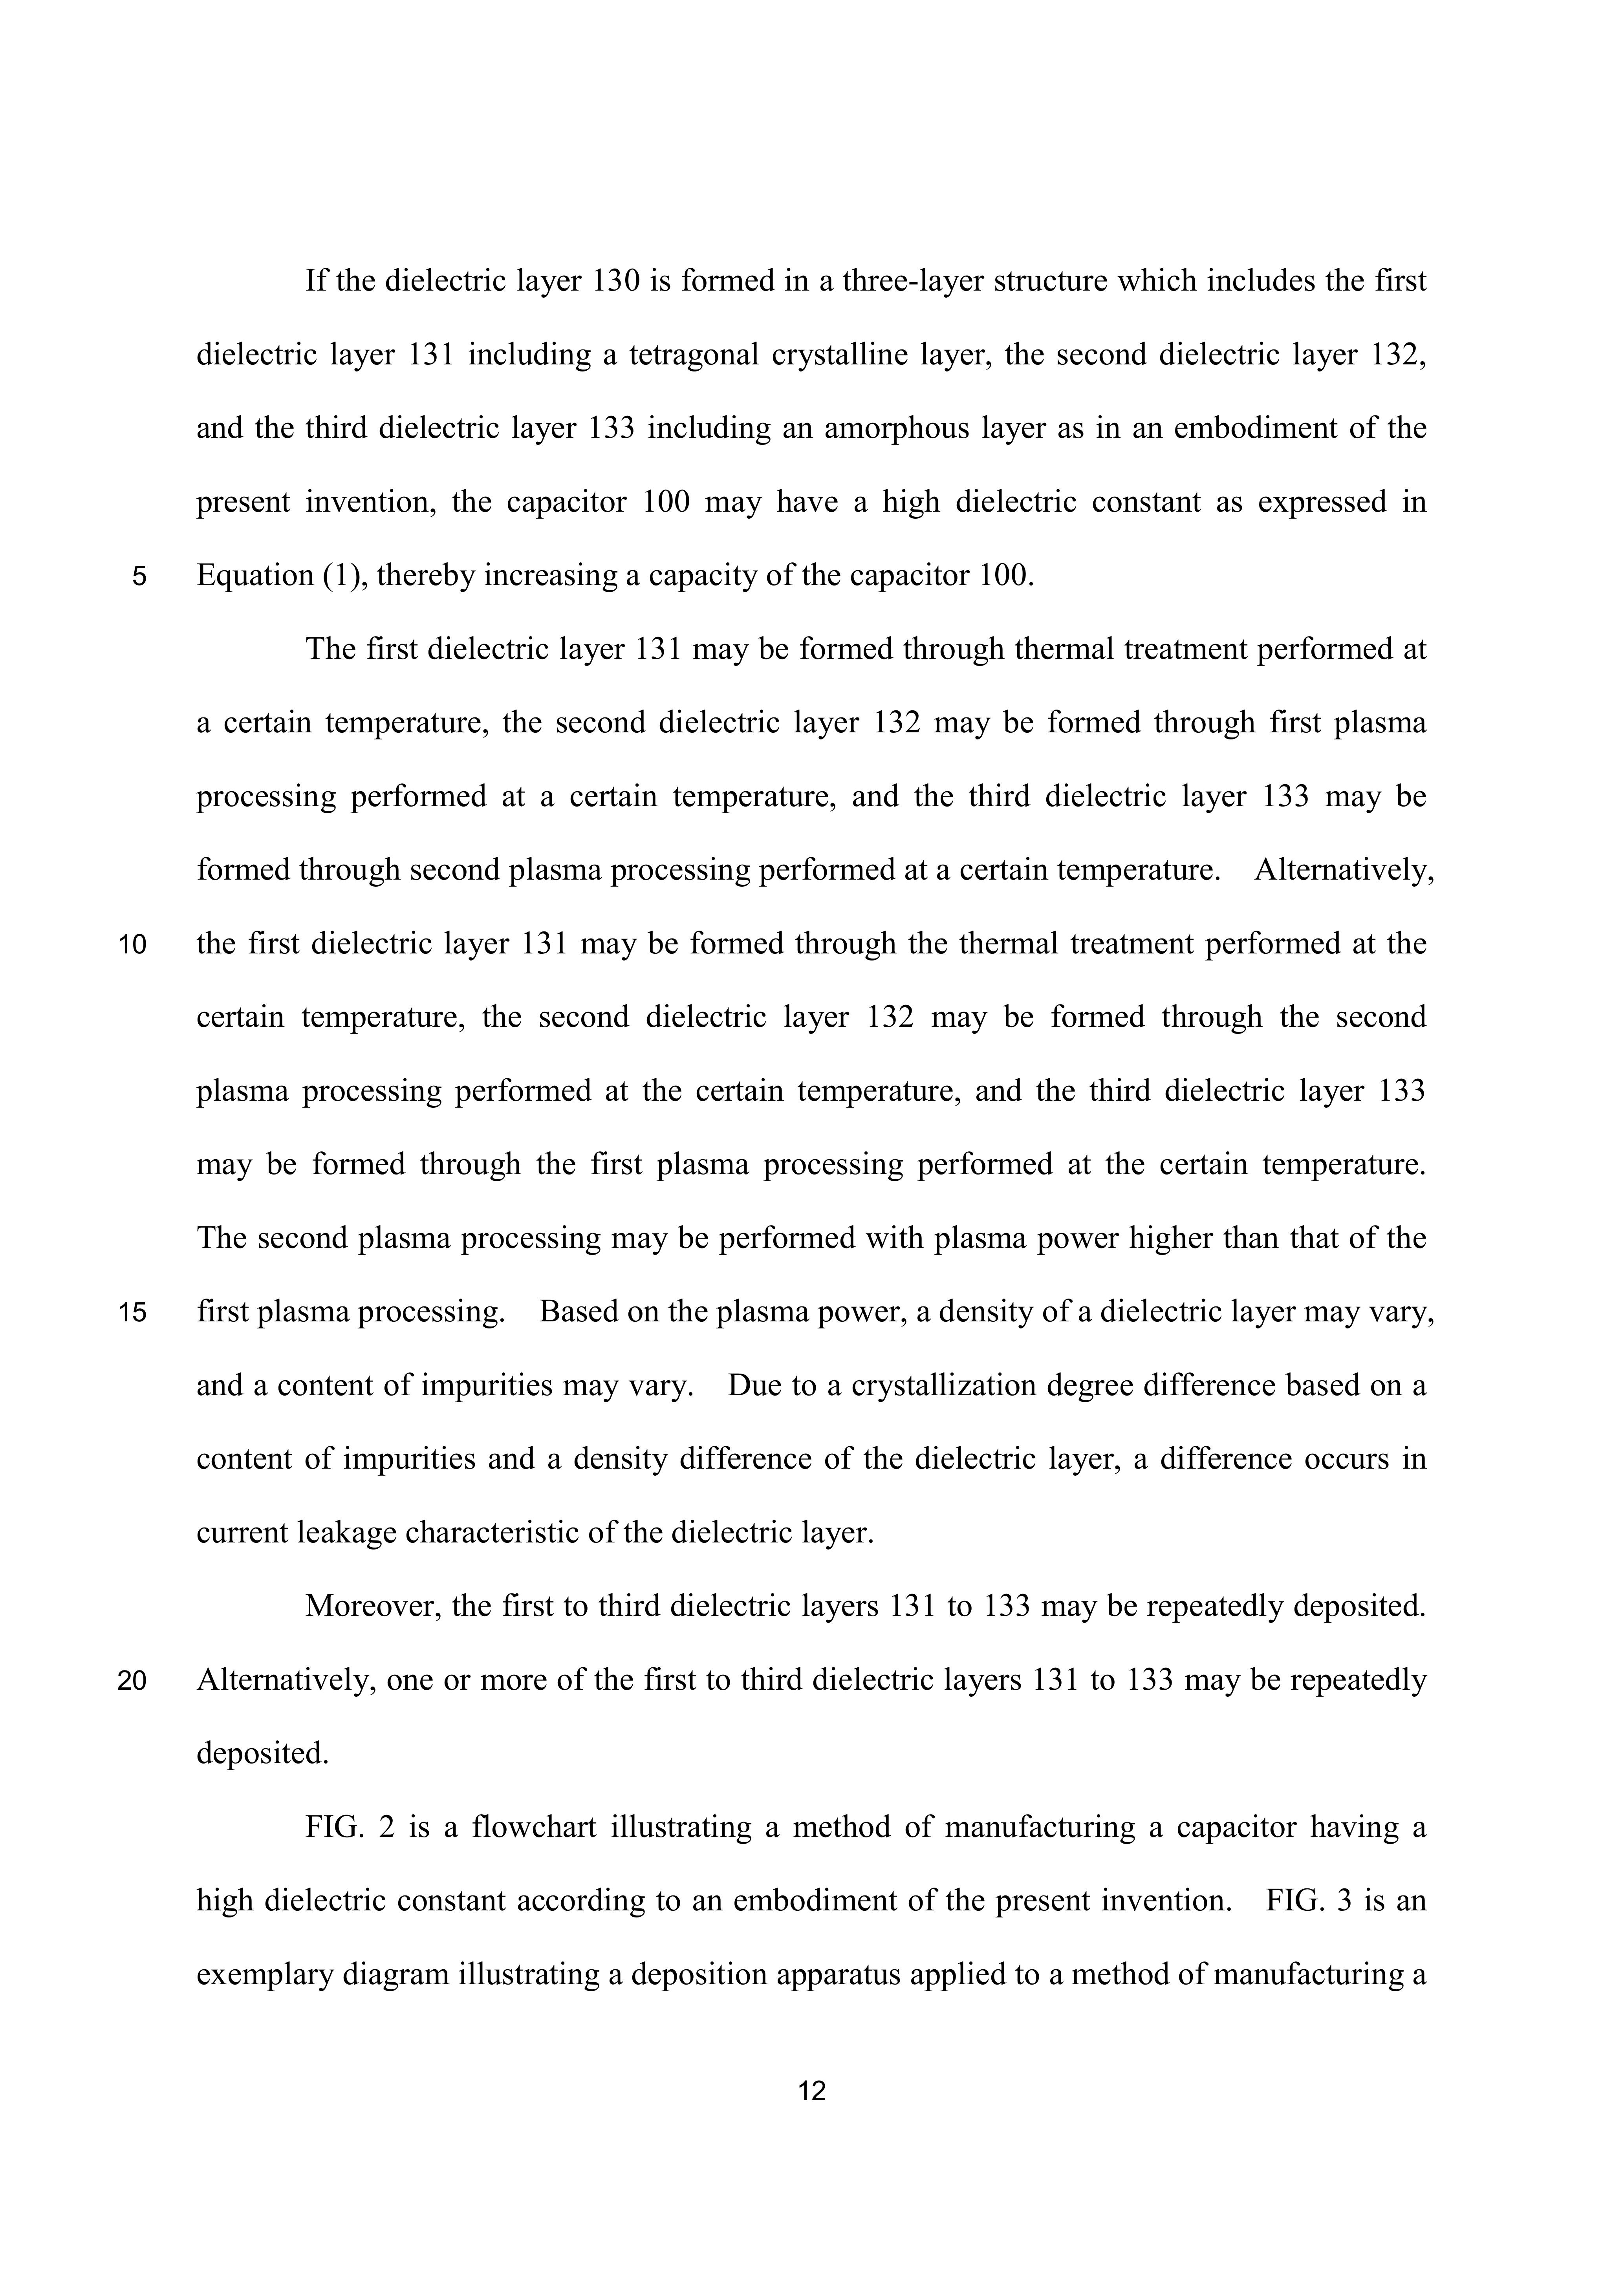 If the dielectric layer 130 is formed in a three-layer structure which includes the first
dielectric layer 131 including a tetragonal crystalline layer, the second dielectric layer 132,
and the third dielectric layer 133 including an amorphous layer as in an embodiment of the
present invention, the capacitor 100 may have a high dielectric constant as expressed in
5 Equation (1), thereby increasing a capacity of the capacitor 100.
The first dielectric layer 131 may be formed through thermal treatment performed at
a certain temperature, the second dielectric layer 132 may be formed through first plasma
processing performed at a certain temperature, and the third dielectric layer 133 may be
formed through second plasma processing performed at a certain temperature. Alternatively,
10 the first dielectric layer 131 may be formed through the thermal treatment performed at the
certain temperature, the second dielectric layer 132 may be formed through the second
plasma processing performed at the certain temperature, and the third dielectric layer 133
may be formed through the first plasma processing performed at the certain temperature.
The second plasma processing may be performed with plasma power higher than that of the
15 first plasma processing. Based on the plasma power, a density of a dielectric layer may vary,
and a content of impurities may vary. Due to a crystallization degree difference based on a
content of impurities and a density difference of the dielectric layer, a difference occurs in
current leakage characteristic of the dielectric layer.
Moreover, the first to third dielectric layers 131 to 133 may be repeatedly deposited.
20 Alternatively, one or more of the first to third dielectric layers 131 to 133 may be repeatedly
deposited.
FIG. 2 is a flowchart illustrating a method of manufacturing a capacitor having a
high dielectric constant according to an embodiment of the present invention. FIG. 3 is an
exemplary diagram illustrating a deposition apparatus applied to a method of manufacturing a
12